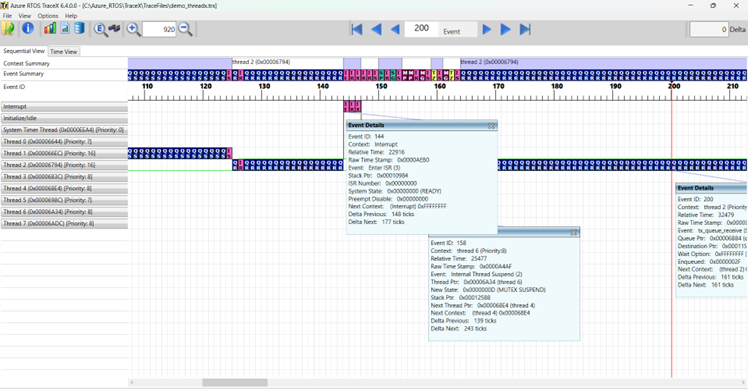 Azure RTOS TraceX 6.4.0.0 - [C:\Azure_RTOS\TraceX\TraceFiles\demo_threadx.trx]
File View Options Help
920 200 Event 0 Delta
Sequential View Time View
Context Summary thread 2 (0x00006794) thread 2 (0x00006794)
Event Summary
Event ID 110 120 130 140 150 160 170 180 190 200 210
Interrupt
Initialize/Idle
System Timer Thread (0x0000EEA4) [Priority: 0]
Thread 0 (0x00006644) [Priority: ?]
Thread 1 (0x000066EC) [Priority: 16]
Thread 2 (0x00006794) [Priority: 16]
Thread 3 (0x0000683C) [Priority: 8]
Thread 4 (0x000068E4) [Priority: 8]
Thread 5 (0x0000698C) [Priority: ?]
Thread 6 (0x00006A34) [Priority: 8]
Thread 7 (0x00006ADC) [Priority: 8]
Event Details
Event ID: 144
Context: Interrupt
Relative Time: 22916
Raw Time Stamp: 0x0000AEB0
Event: Enter ISR (3)
Stack Ptr: 0x00010984
ISR Number: 0x00000000
System State: 0x00000000 (READY)
Preempt Disable: 0x00000000
Next Context: (Interrupt) 0xFFFFFFFF
Delta Previous: 148 ticks
Delta Next: 177 ticks
Event ID: 158
Context: thread 6 (Priority:8)
Relative Time: 25477
Raw Time Stamp: 0x0000A4AF
Event: Internal Thread Suspend (2)
Thread Ptr: 0x00006A34 (thread 6)
New State: 0x0000000D (MUTEX SUSPEND)
Stack Ptr: 0x000125B8
Next Thread Ptr: 0x000068E4 (thread 4)
Next Context: (thread 4) 0x000068E4
Delta Previous: 139 ticks
Delta Next: 243 ticks
Event Details
Event ID: 200
Context: thread 2 (Priority
Relative Time: 32479
Raw Time Stamp:
Event: tx_queue_receive
Queue Ptr: 0x00006B84
Destination Ptr: 0x000115
Wait Option: 0xFFFFFFFF
Enqueued: 0x0000002F
Next Context: (thread 2)
Delta Previous: 161 ticks
Delta Next: 161 ticks